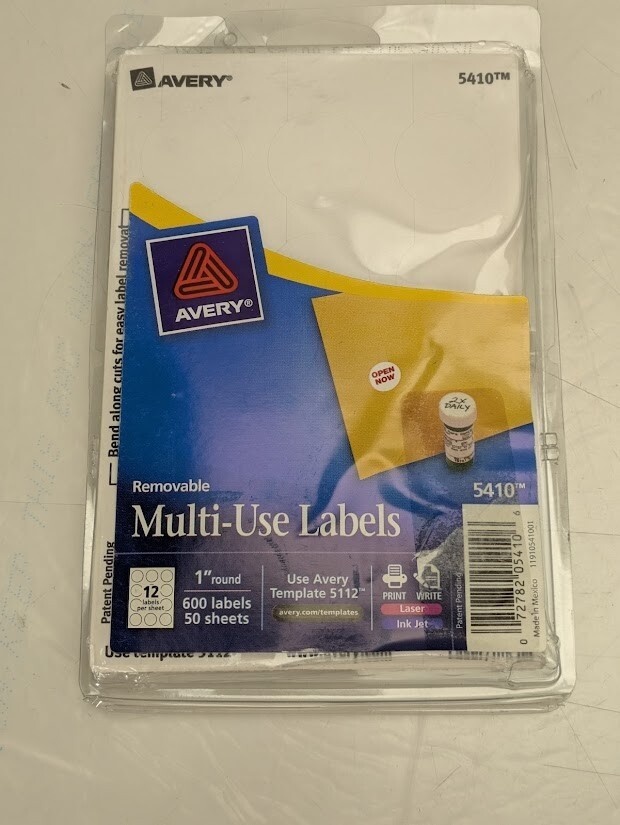 AVERY®
5410™
Bend along cuts for easy label removal
AVERY®
OPEN
NOW
2X
DAILY
Removable
5410™
Multi-Use Labels
Patent Pending
12
labels
per sheet
1" round
600 labels
50 sheets
Use Avery
Template 5112™
avery.com/templates
PRINT WRITE
Laser
Ink Jet
Patent Pending
0 72782 05410 6
Made in Mexico 11910541001
Use template 5112